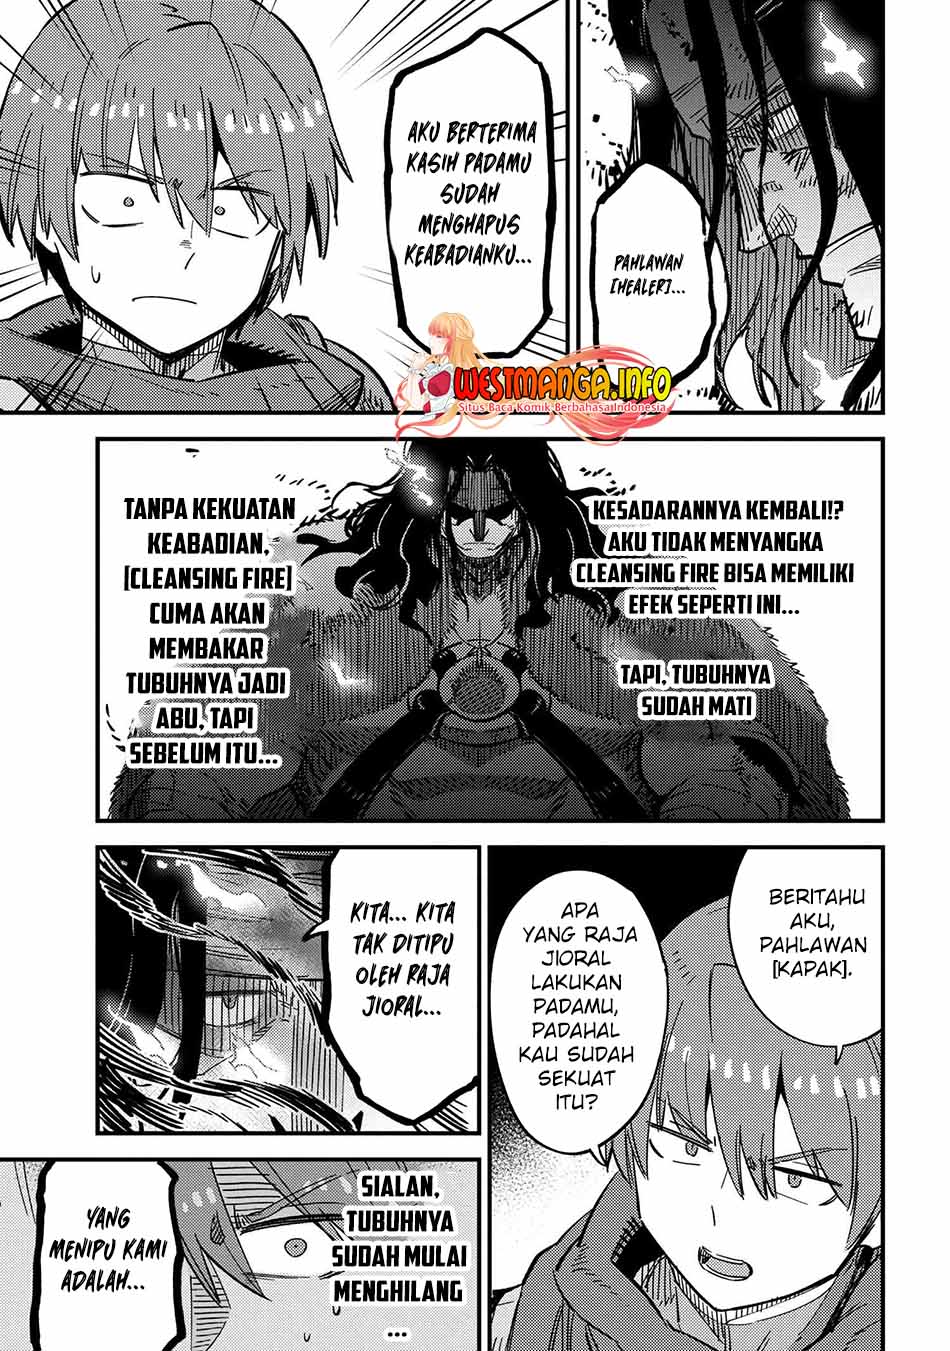 PAHLAWAN
[HEALER]...
AKU BERTERIMA
KASIH PADAMU
SUDAH
MENGHAPUS
KEABADIANKU...
WESTMANGA.INFO
Situs Baca Komik Berbahasa Indonesia
KESADARANNYA KEMBALI!?
AKU TIDAK MENYANGKA
CLEANSING FIRE BISA MEMILIKI
EFEK SEPERTI INI...
TAPI, TUBUHNYA
SUDAH MATI
TANPA KEKUATAN
KEABADIAN,
[CLEANSING FIRE]
CUMA AKAN
MEMBAKAR
TUBUHNYA JADI
ABU, TAPI
SEBELUM ITU...
BERITAHU
AKU,
PAHLAWAN
[KAPAK].
APA
YANG RAJA
JIORAL
LAKUKAN
PADAMU,
PADAHAL
KAU SUDAH
SEKUAT
ITU?
KITA... KITA
TAK DITIPU
OLEH RAJA
JIORAL...
SIALAN,
TUBUHNYA
SUDAH MULAI
MENGHILANG
...
YANG
MENIPU KAMI
ADALAH...